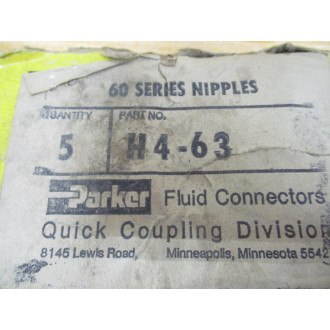 60 SERIES NIPPLES
QUANTITY PART NO.
5 H4-63
Parker Fluid Connectors
Quick Coupling Division
8145 Lewis Road, Minneapolis, Minnesota 5542